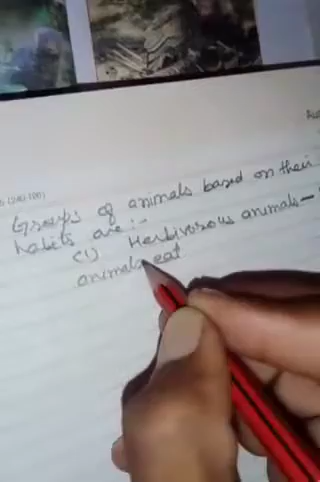 Groups of animals based on their
habits are :-
(1) Herbivorous animals -
animals eat